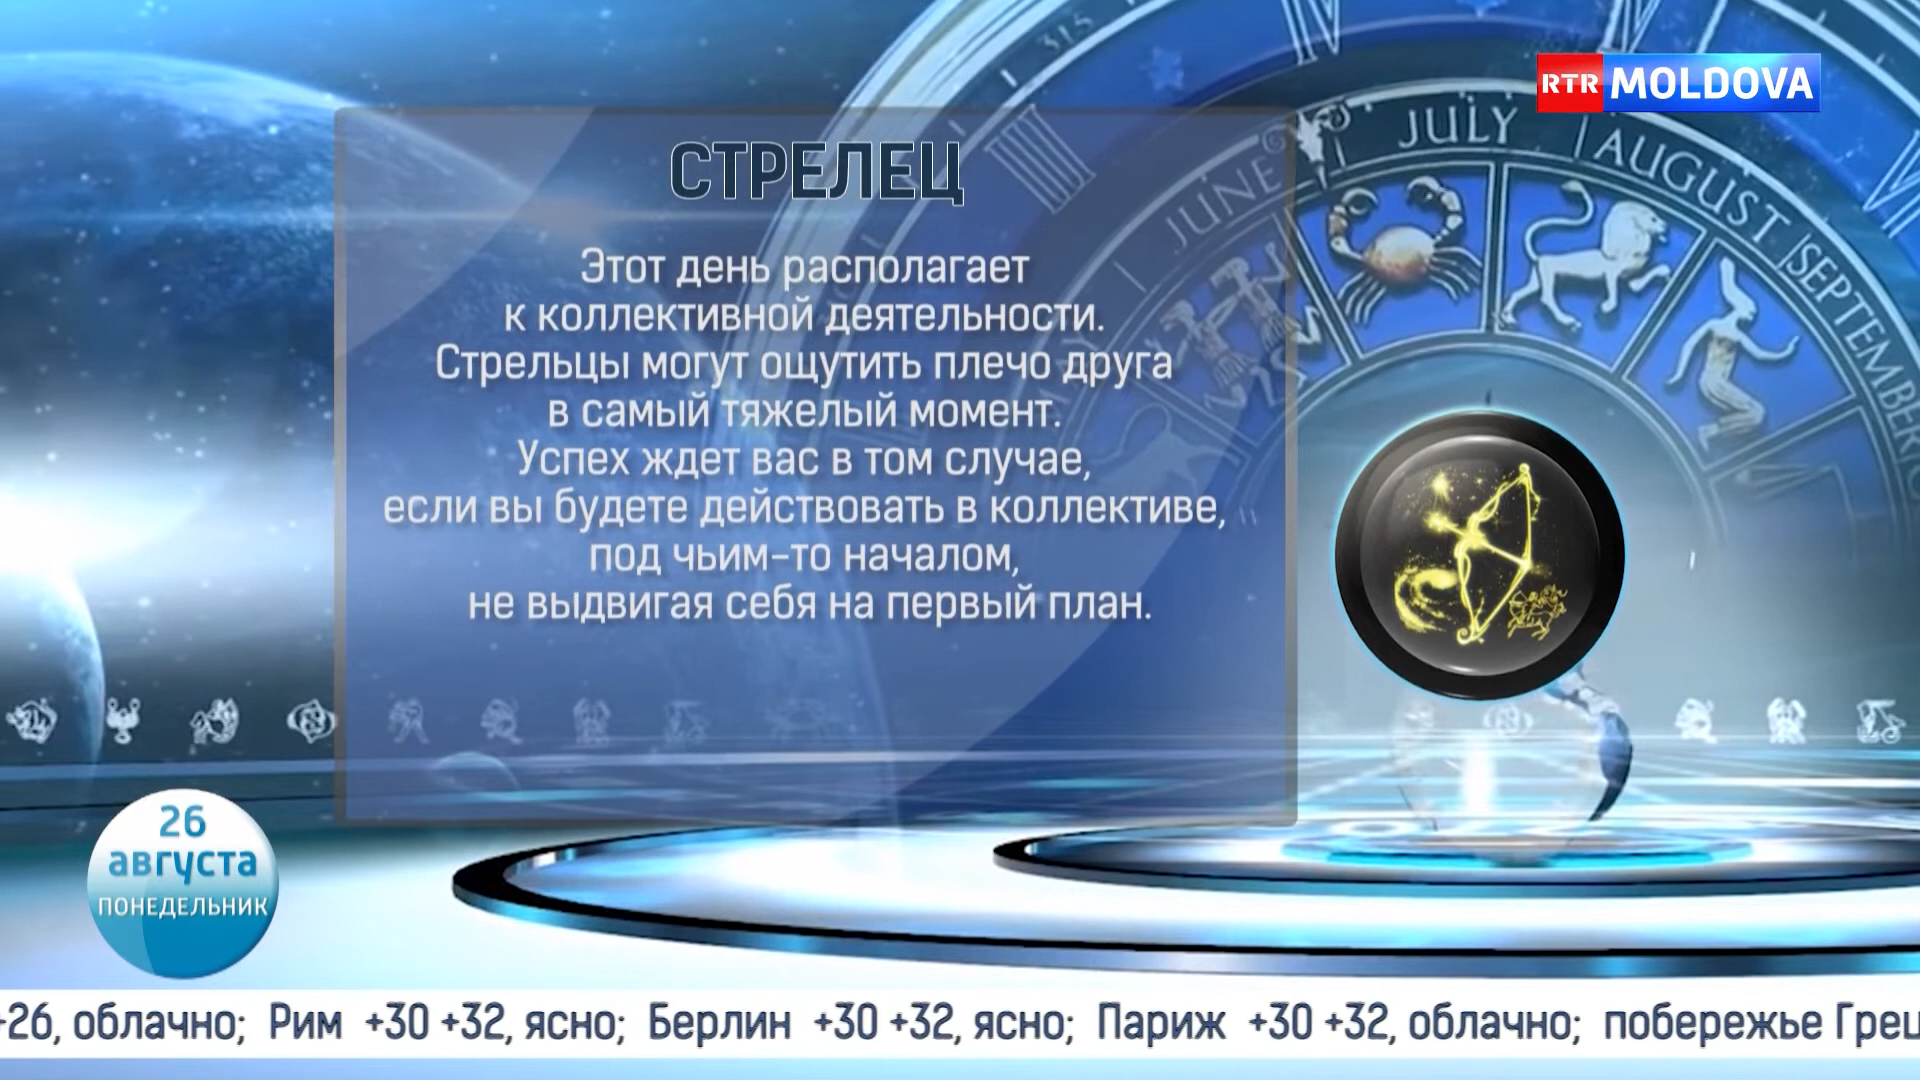 RTR MOLDOVA
315
JUNE
JULY
AUGUST
SEPTEMBER
СТРЕЛЕЦ
Этот день располагает
к коллективной деятельности.
Стрельцы могут ощутить плечо друга
в самый тяжелый момент.
Успех ждет вас в том случае,
если вы будете действовать в коллективе,
под чьим-то началом,
не выдвигая себя на первый план.
26
августа
ПОНЕДЕЛЬНИК
+26, облачно; Рим +30 +32, ясно; Берлин +30 +32, ясно; Париж +30 +32, облачно; побережье Грец